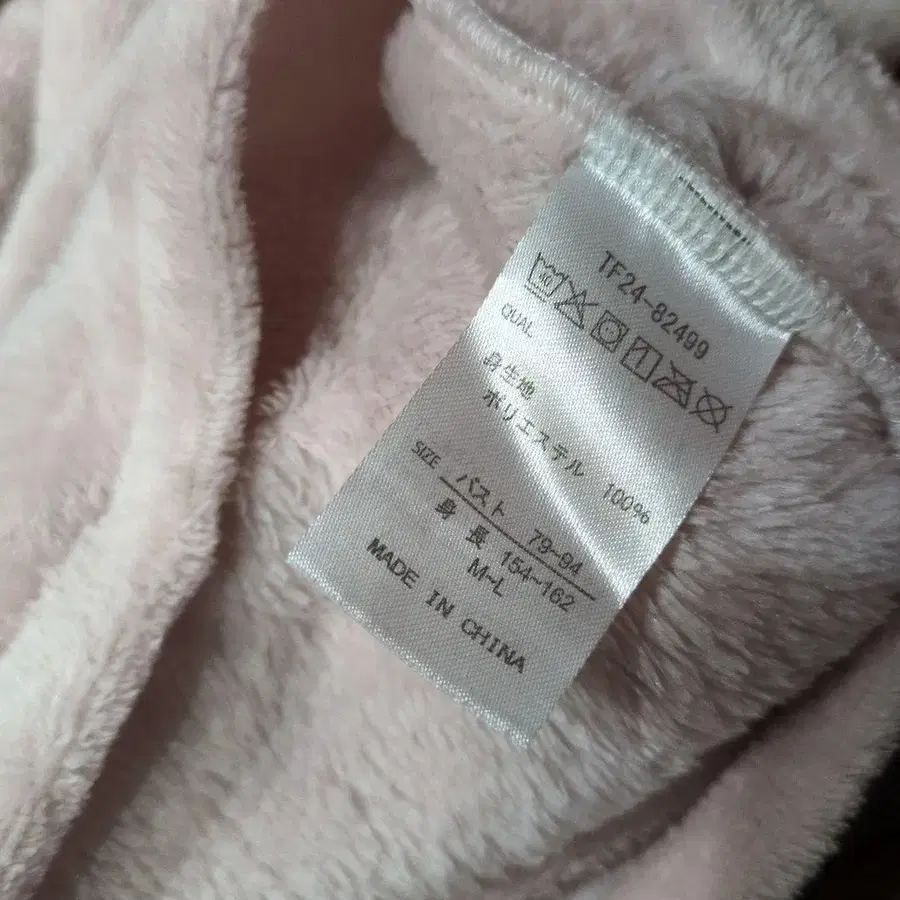 TF24-82499
QUAL
身生地
ポリエステル 100%
SIZE
バスト 79~94
身 長 154~162
M~L
MADE IN CHINA